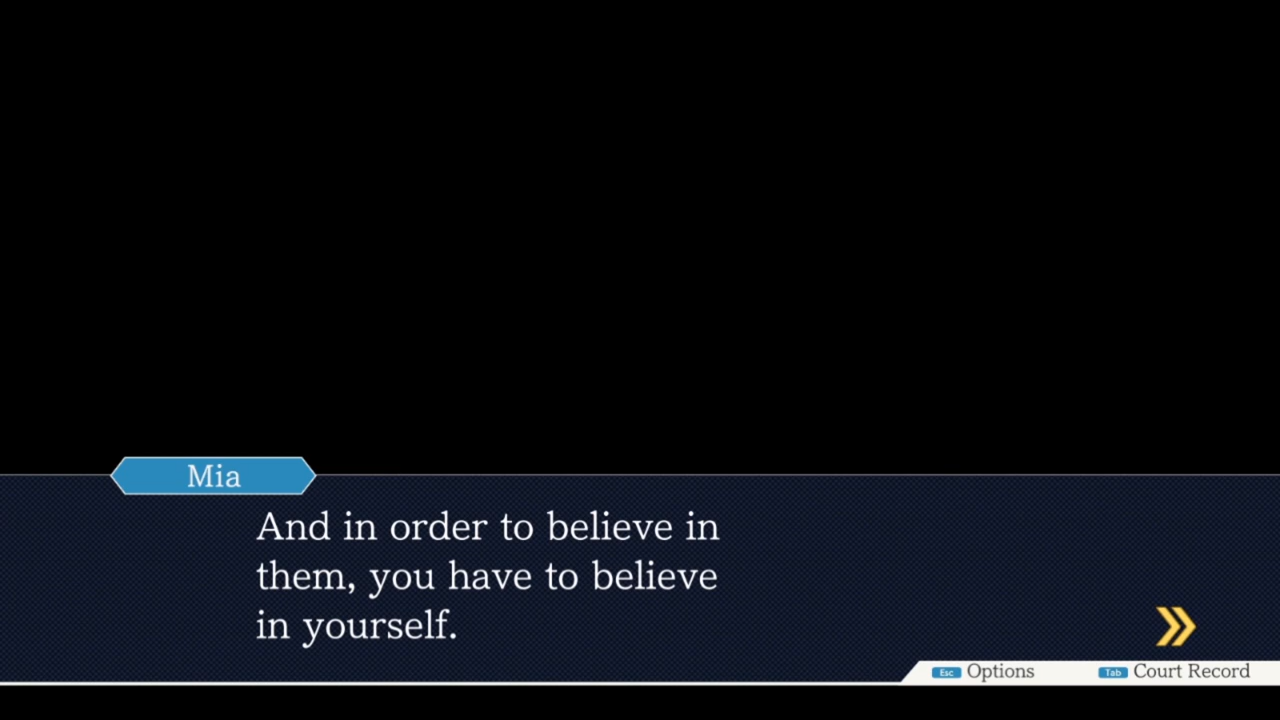 Mia
And in order to believe in
them, you have to believe
in yourself.
Esc Options Tab Court Record